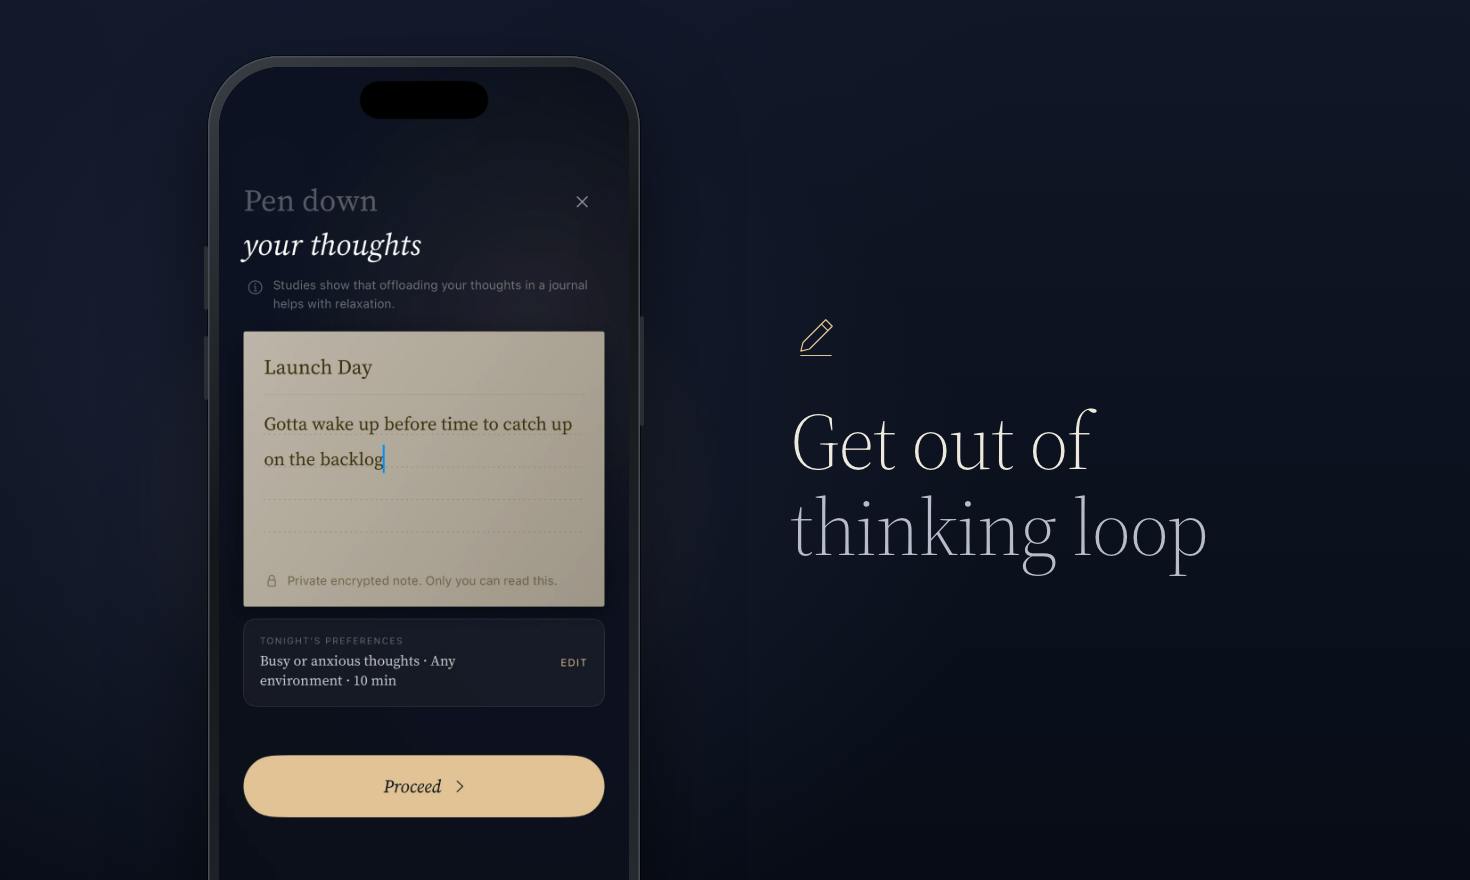 Pen down
your thoughts
Studies show that offloading your thoughts in a journal
helps with relaxation.
Launch Day
Gotta wake up before time to catch up
on the backlog
Private encrypted note. Only you can read this.
TONIGHT'S PREFERENCES
Busy or anxious thoughts · Any
environment · 10 min
EDIT
Proceed
Get out of
thinking loop